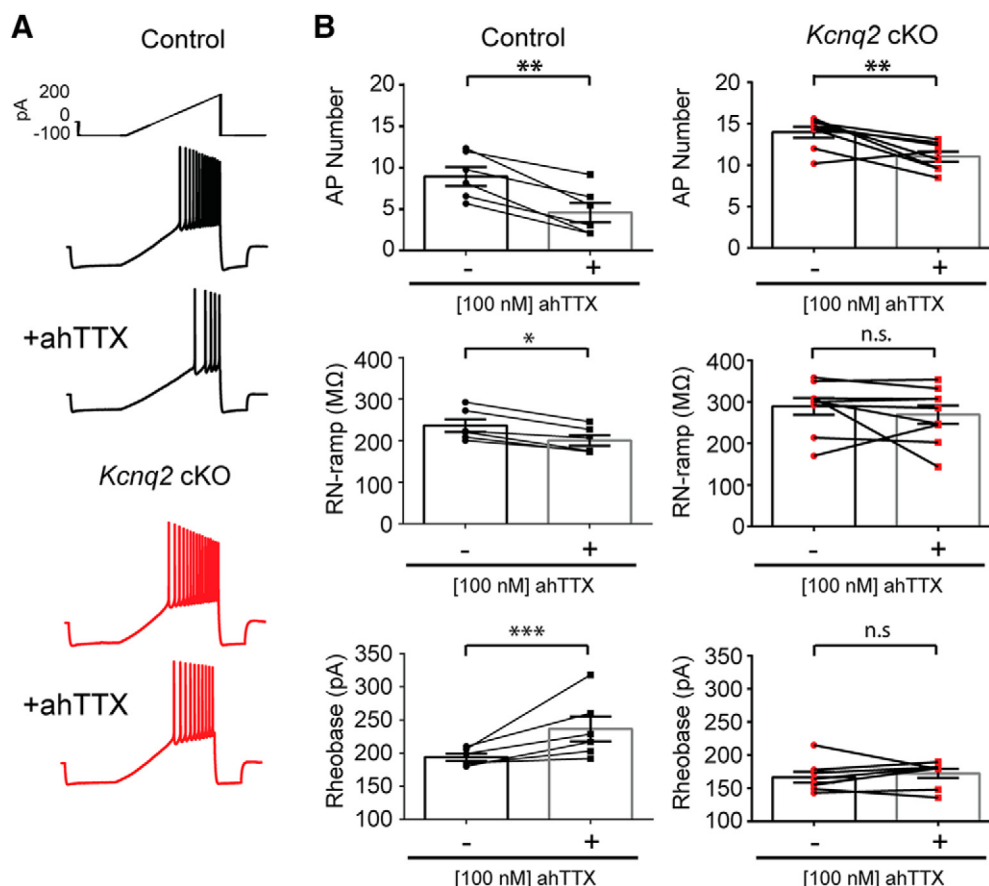 A
Control
pA
200
0
-100
+ahTTX
Kcnq2 cKO
+ahTTX
B
Control
**
AP Number
20
15
10
5
0
- +
[100 nM] ahTTX
Kcnq2 cKO
**
AP Number
20
15
10
15
0
- +
[100 nM] ahTTX
*
RN-ramp (MΩ)
400
300
200
100
0
- +
[100 nM] ahTTX
n.s.
RN-ramp (MΩ)
400
300
200
100
0
- +
[100 nM] ahTTX
***
Rheobase (pA)
350
300
250
200
150
100
- +
[100 nM] ahTTX
n.s
Rheobase (pA)
350
300
250
200
150
100
- +
[100 nM] ahTTX